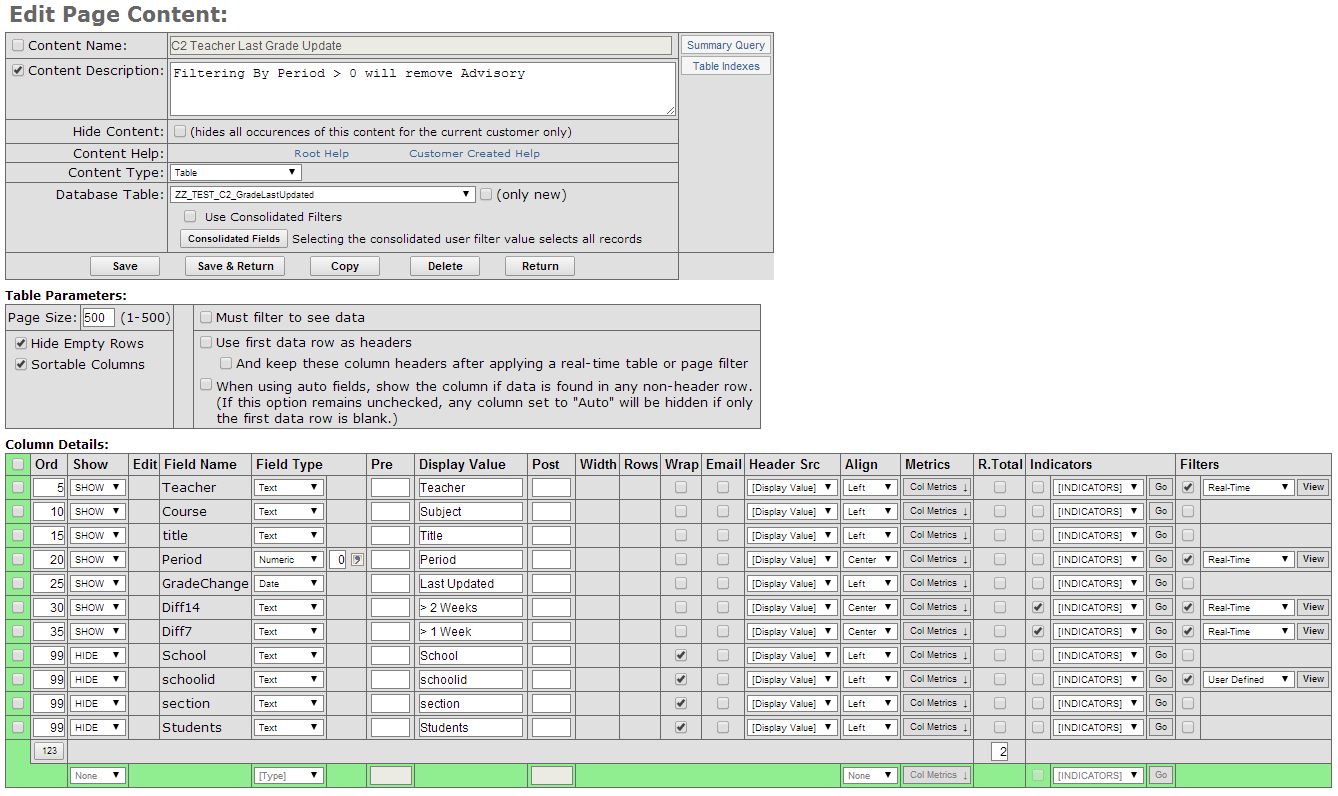 Edit Page Content:
Content Name: C2 Teacher Last Grade Update Summary Query
Content Description: Filtering By Period > 0 will remove Advisory Table Indexes
Hide Content: (hides all occurences of this content for the current customer only)
Content Help: Root Help Customer Created Help
Content Type: Table
Database Table: ZZ_TEST_C2_GradeLastUpdated (only new)
Use Consolidated Filters
Consolidated Fields Selecting the consolidated user filter value selects all records
Save Save & Return Copy Delete Return
Table Parameters:
Page Size: 500 (1-500) Must filter to see data
Hide Empty Rows Use first data row as headers
Sortable Columns And keep these column headers after applying a real-time table or page filter
When using auto fields, show the column if data is found in any non-header row.
(If this option remains unchecked, any column set to "Auto" will be hidden if only
the first data row is blank.)
Column Details:
Ord Show Edit Field Name Field Type Pre Display Value Post Width Rows Wrap Email Header Src Align Metrics R.Total Indicators Filters
5 SHOW Teacher Text Teacher [Display Value] Left Col Metrics ↓ [INDICATORS] Go Real-Time View
10 SHOW Course Text Subject [Display Value] Left Col Metrics ↓ [INDICATORS] Go
15 SHOW title Text Title [Display Value] Left Col Metrics ↓ [INDICATORS] Go
20 SHOW Period Numeric 0 , Period [Display Value] Center Col Metrics ↓ [INDICATORS] Go Real-Time View
25 SHOW GradeChange Date Last Updated [Display Value] Left Col Metrics ↓ [INDICATORS] Go
30 SHOW Diff14 Text > 2 Weeks [Display Value] Center Col Metrics ↓ [INDICATORS] Go Real-Time View
35 SHOW Diff7 Text > 1 Week [Display Value] Center Col Metrics ↓ [INDICATORS] Go Real-Time View
99 HIDE School Text School [Display Value] Left Col Metrics ↓ [INDICATORS] Go
99 HIDE schoolid Text schoolid [Display Value] Left Col Metrics ↓ [INDICATORS] Go User Defined View
99 HIDE section Text section [Display Value] Left Col Metrics ↓ [INDICATORS] Go
99 HIDE Students Text Students [Display Value] Left Col Metrics ↓ [INDICATORS] Go
123 2
None [Type] None Col Metrics ↓ [INDICATORS] Go